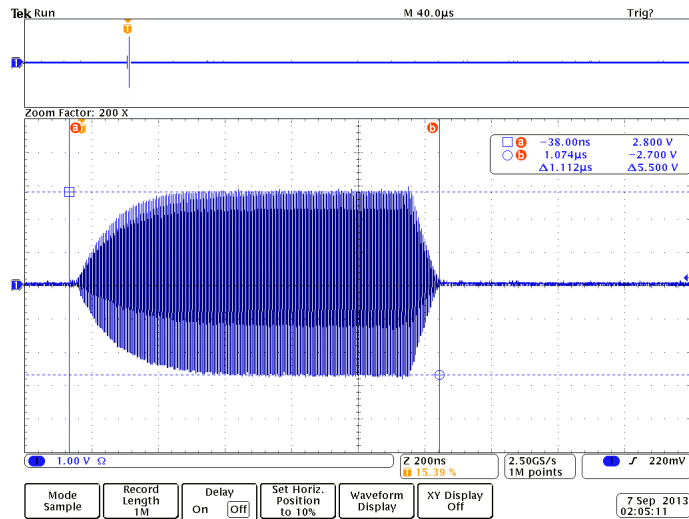 Tek Run M 40.0µs Trig?
T
1
Zoom Factor: 200 X
a T b
a −38.00ns 2.800 V
b 1.074µs −2.700 V
Δ1.112µs Δ5.500 V
1
1 1.00 V Ω
Z 200ns
T 15.39 %
2.50GS/s
1M points
1 220mV
Mode
Sample
Record
Length
1M
Delay
On Off
Set Horiz.
Position
to 10%
Waveform
Display
XY Display
Off
7 Sep 2013
02:05:11